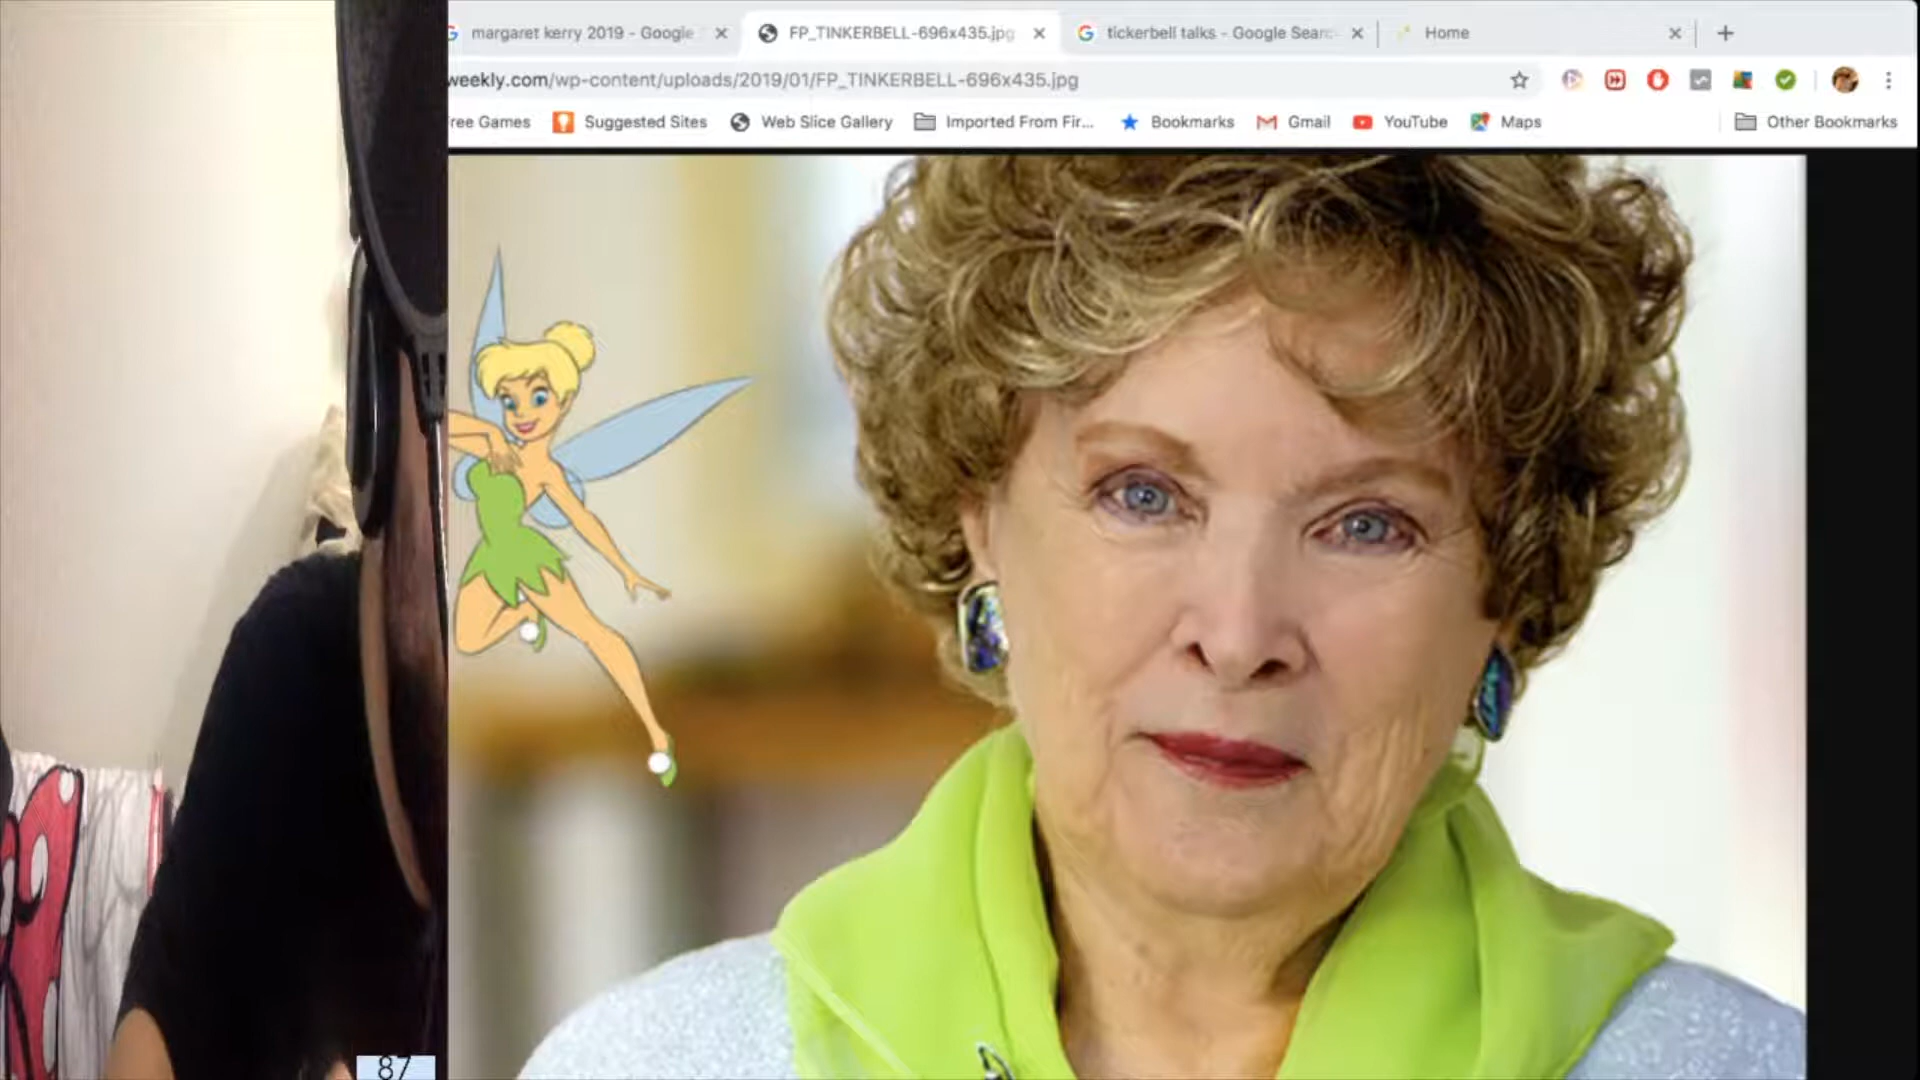 margaret kerry 2019 - Google
FP_TINKERBELL-696x435.jpg
tickerbell talks - Google Sear
Home
weekly.com/wp-content/uploads/2019/01/FP_TINKERBELL-696x435.jpg
ree Games
Suggested Sites
Web Slice Gallery
Imported From Fir...
Bookmarks
Gmail
YouTube
Maps
Other Bookmarks
87